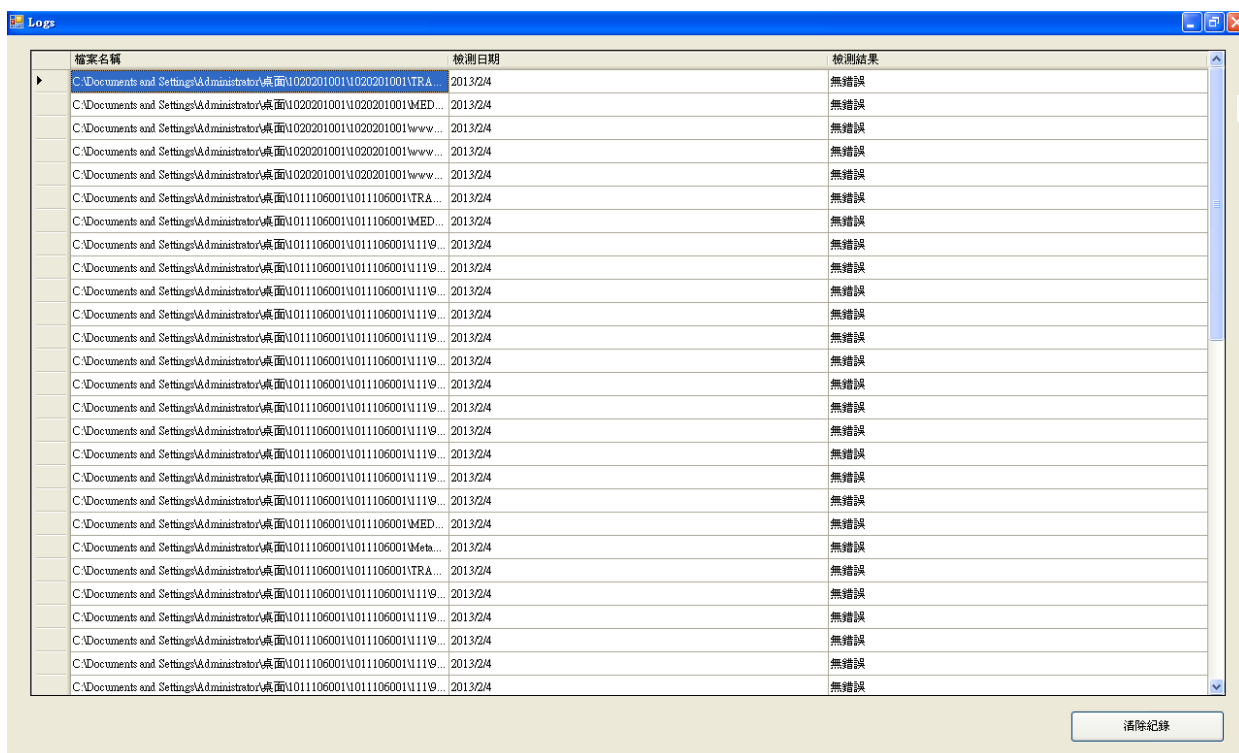 Logs
檔案名稱 檢測日期 檢測結果
C:\Documents and Settings\Administrator\桌面\1020201001\1020201001\TRA... 2013/2/4 無錯誤
C:\Documents and Settings\Administrator\桌面\1020201001\1020201001\MED... 2013/2/4 無錯誤
C:\Documents and Settings\Administrator\桌面\1020201001\1020201001\www... 2013/2/4 無錯誤
C:\Documents and Settings\Administrator\桌面\1020201001\1020201001\www... 2013/2/4 無錯誤
C:\Documents and Settings\Administrator\桌面\1020201001\1020201001\www... 2013/2/4 無錯誤
C:\Documents and Settings\Administrator\桌面\1011106001\1011106001\TRA... 2013/2/4 無錯誤
C:\Documents and Settings\Administrator\桌面\1011106001\1011106001\MED... 2013/2/4 無錯誤
C:\Documents and Settings\Administrator\桌面\1011106001\1011106001\111\9... 2013/2/4 無錯誤
C:\Documents and Settings\Administrator\桌面\1011106001\1011106001\111\9... 2013/2/4 無錯誤
C:\Documents and Settings\Administrator\桌面\1011106001\1011106001\111\9... 2013/2/4 無錯誤
C:\Documents and Settings\Administrator\桌面\1011106001\1011106001\111\9... 2013/2/4 無錯誤
C:\Documents and Settings\Administrator\桌面\1011106001\1011106001\111\9... 2013/2/4 無錯誤
C:\Documents and Settings\Administrator\桌面\1011106001\1011106001\111\9... 2013/2/4 無錯誤
C:\Documents and Settings\Administrator\桌面\1011106001\1011106001\111\9... 2013/2/4 無錯誤
C:\Documents and Settings\Administrator\桌面\1011106001\1011106001\111\9... 2013/2/4 無錯誤
C:\Documents and Settings\Administrator\桌面\1011106001\1011106001\111\9... 2013/2/4 無錯誤
C:\Documents and Settings\Administrator\桌面\1011106001\1011106001\111\9... 2013/2/4 無錯誤
C:\Documents and Settings\Administrator\桌面\1011106001\1011106001\111\9... 2013/2/4 無錯誤
C:\Documents and Settings\Administrator\桌面\1011106001\1011106001\111\9... 2013/2/4 無錯誤
C:\Documents and Settings\Administrator\桌面\1011106001\1011106001\MED... 2013/2/4 無錯誤
C:\Documents and Settings\Administrator\桌面\1011106001\1011106001\Meta... 2013/2/4 無錯誤
C:\Documents and Settings\Administrator\桌面\1011106001\1011106001\TRA... 2013/2/4 無錯誤
C:\Documents and Settings\Administrator\桌面\1011106001\1011106001\111\9... 2013/2/4 無錯誤
C:\Documents and Settings\Administrator\桌面\1011106001\1011106001\111\9... 2013/2/4 無錯誤
C:\Documents and Settings\Administrator\桌面\1011106001\1011106001\111\9... 2013/2/4 無錯誤
C:\Documents and Settings\Administrator\桌面\1011106001\1011106001\111\9... 2013/2/4 無錯誤
C:\Documents and Settings\Administrator\桌面\1011106001\1011106001\111\9... 2013/2/4 無錯誤
清除紀錄